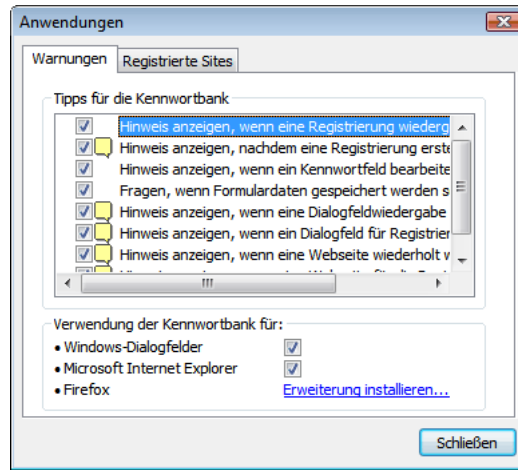 Anwendungen
Warnungen
Registrierte Sites
Tipps für die Kennwortbank
Hinweis anzeigen, wenn eine Registrierung wiederg
Hinweis anzeigen, nachdem eine Registrierung erste
Hinweis anzeigen, wenn ein Kennwortfeld bearbeite
Fragen, wenn Formulardaten gespeichert werden s
Hinweis anzeigen, wenn eine Dialogfeldwiedergabe
Hinweis anzeigen, wenn ein Dialogfeld für Registrier
Hinweis anzeigen, wenn eine Webseite wiederholt w
Verwendung der Kennwortbank für:
• Windows-Dialogfelder
• Microsoft Internet Explorer
• Firefox Erweiterung installieren...
Schließen